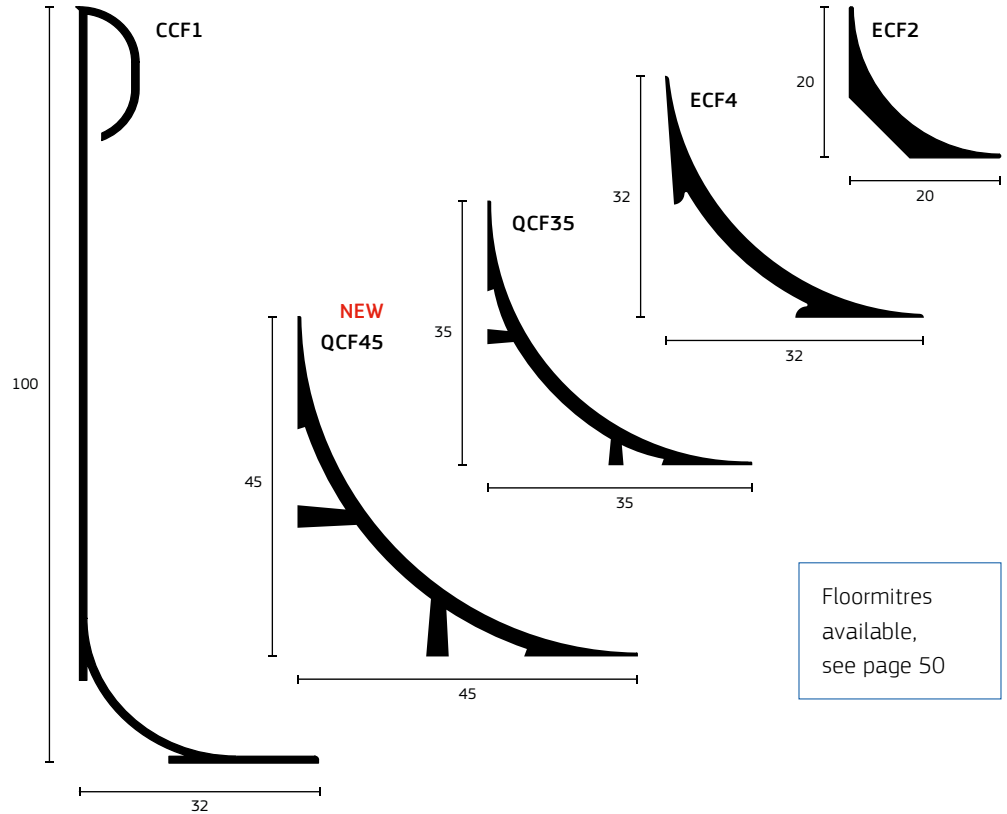 CCF1
ECF2
20
20
ECF4
32
32
QCF35
35
35
NEW
QCF45
45
45
100
32
Floormitres
available,
see page 50